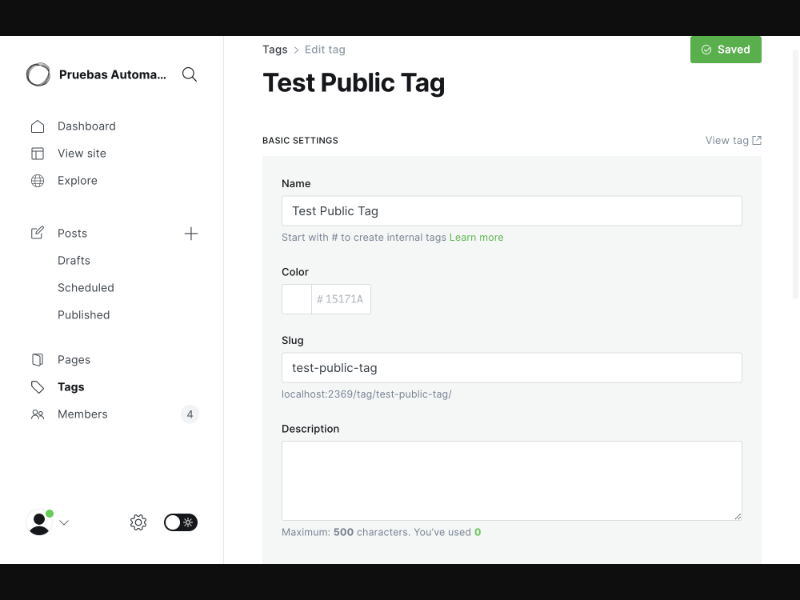 Pruebas Automa...
Dashboard
View site
Explore
Posts
Drafts
Scheduled
Published
Pages
Tags
Members 4
Tags > Edit tag
Saved
Test Public Tag
BASIC SETTINGS
View tag
Name
Test Public Tag
Start with # to create internal tags Learn more
Color
# 15171A
Slug
test-public-tag
localhost:2369/tag/test-public-tag/
Description
Maximum: 500 characters. You've used 0